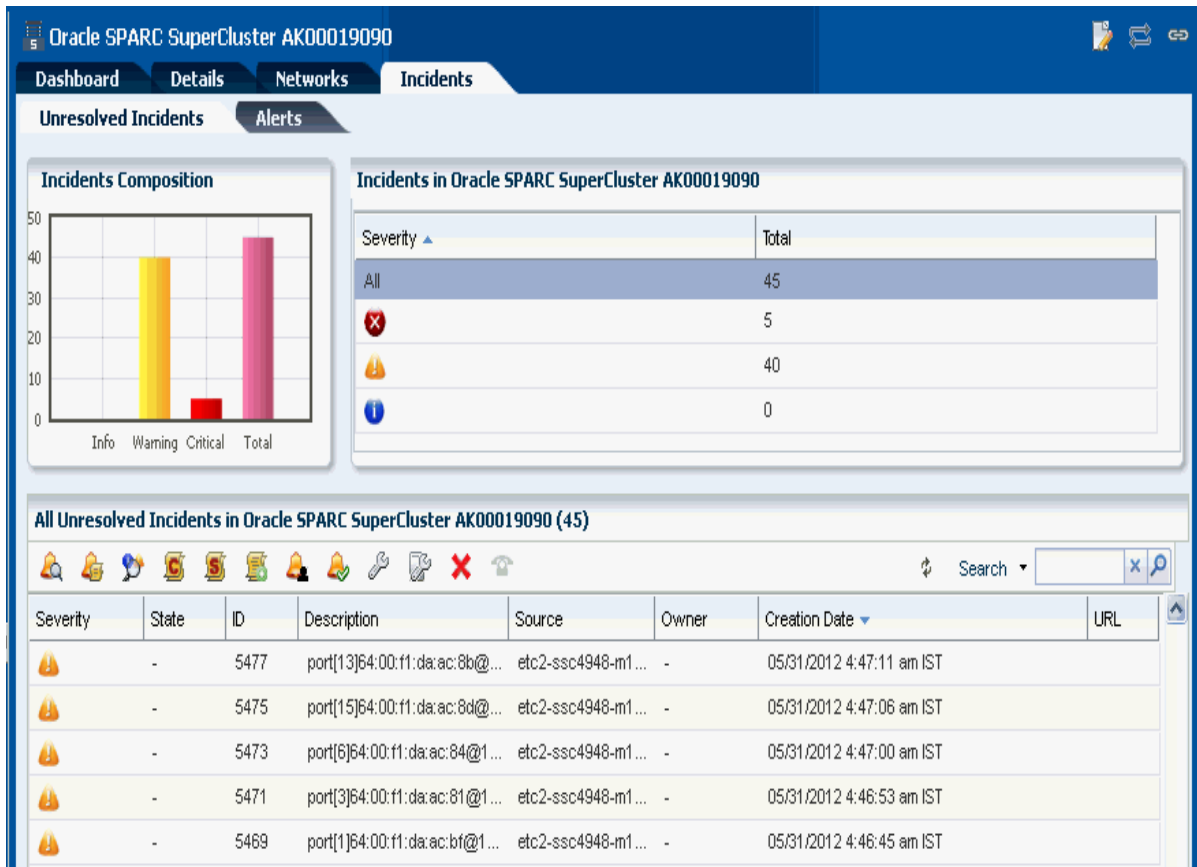 Oracle SPARC SuperCluster AK00019090
Dashboard Details Networks Incidents
Unresolved Incidents Alerts
Incidents Composition
50
40
30
20
10
0
Info Warning Critical Total
Incidents in Oracle SPARC SuperCluster AK00019090
Severity Total
All 45
5
40
0
All Unresolved Incidents in Oracle SPARC SuperCluster AK00019090 (45)
Search
Severity State ID Description Source Owner Creation Date URL
- 5477 port[13]64:00:f1:da:ac:8b@... etc2-ssc4948-m1... - 05/31/2012 4:47:11 am IST
- 5475 port[15]64:00:f1:da:ac:8d@... etc2-ssc4948-m1... - 05/31/2012 4:47:06 am IST
- 5473 port[6]64:00:f1:da:ac:84@1... etc2-ssc4948-m1... - 05/31/2012 4:47:00 am IST
- 5471 port[3]64:00:f1:da:ac:81@1... etc2-ssc4948-m1... - 05/31/2012 4:46:53 am IST
- 5469 port[1]64:00:f1:da:ac:bf@1... etc2-ssc4948-m1... - 05/31/2012 4:46:45 am IST